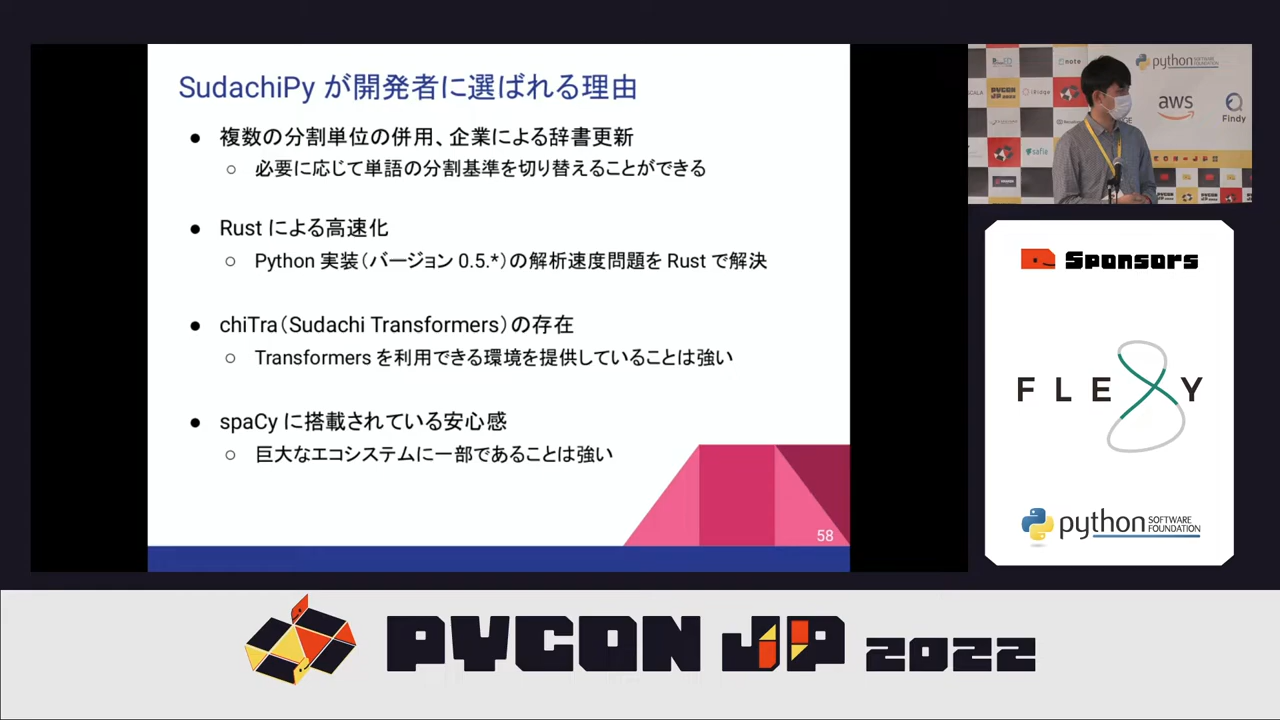 SudachiPy が開発者に選ばれる理由
● 複数の分割単位の併用、企業による辞書更新
○ 必要に応じて単語の分割基準を切り替えることができる
● Rust による高速化
○ Python 実装（バージョン 0.5.*）の解析速度問題を Rust で解決
● chiTra（Sudachi Transformers）の存在
○ Transformers を利用できる環境を提供していることは強い
● spaCy に搭載されている安心感
○ 巨大なエコシステムに一部であることは強い
58
note
python
SOFTWARE
FOUNDATION
aws
Findy
safie
Sponsors
FLEXY
python
SOFTWARE
FOUNDATION
PYCON JP 2022